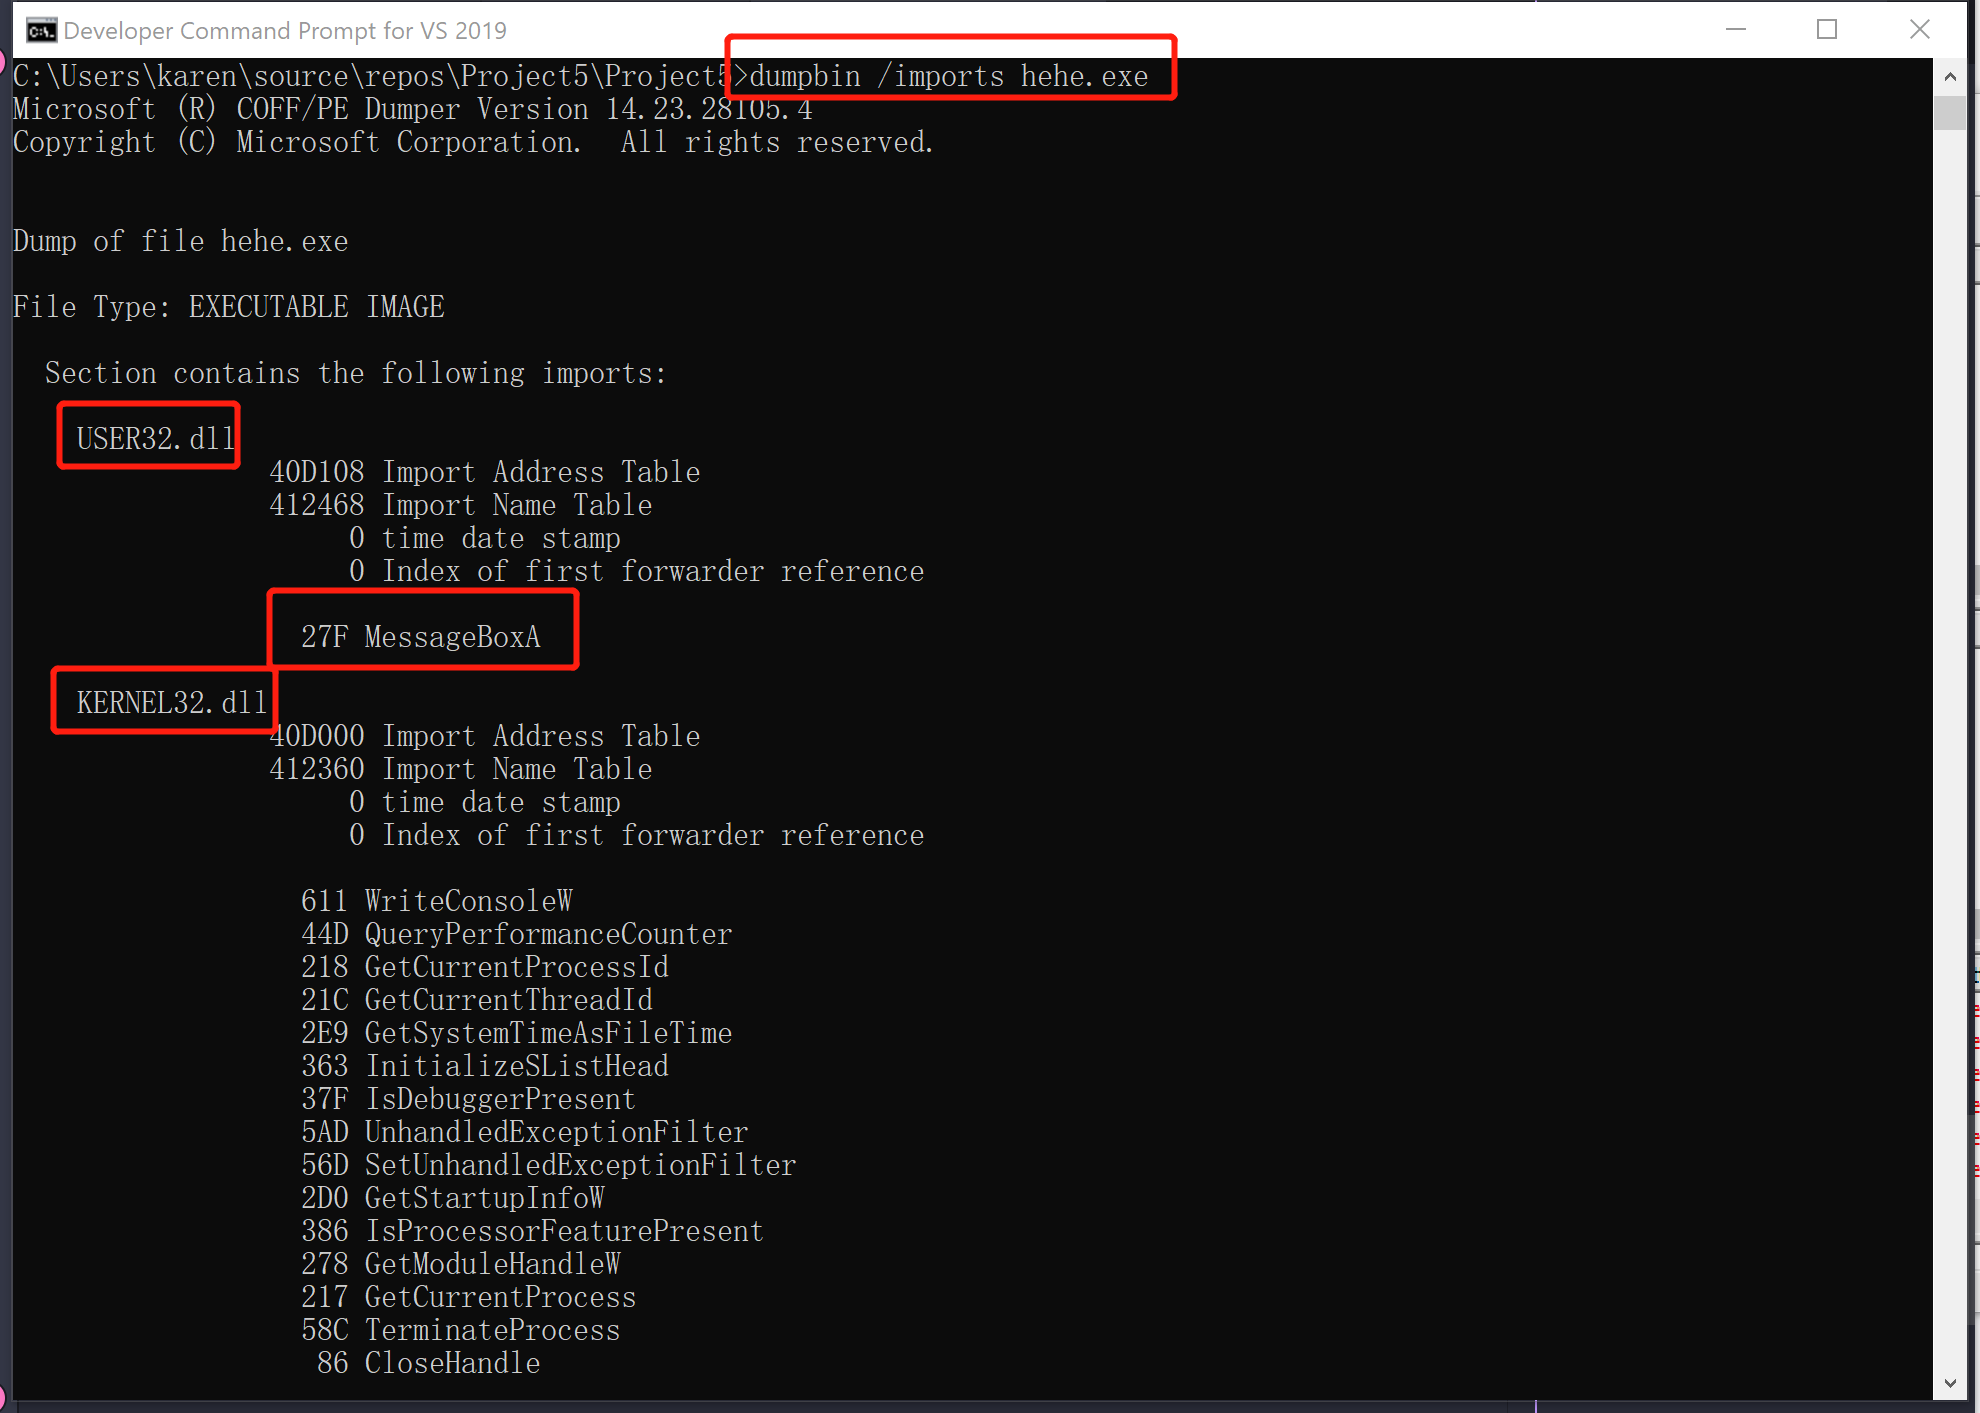 Developer Command Prompt for VS 2019
C:\Users\karen\source\repos\Project5\Project5>dumpbin /imports hehe.exe
Microsoft (R) COFF/PE Dumper Version 14.23.28105.4
Copyright (C) Microsoft Corporation.  All rights reserved.
Dump of file hehe.exe
File Type: EXECUTABLE IMAGE
Section contains the following imports:
USER32.dll
40D108 Import Address Table
412468 Import Name Table
0 time date stamp
0 Index of first forwarder reference
27F MessageBoxA
KERNEL32.dll
40D000 Import Address Table
412360 Import Name Table
0 time date stamp
0 Index of first forwarder reference
611 WriteConsoleW
44D QueryPerformanceCounter
218 GetCurrentProcessId
21C GetCurrentThreadId
2E9 GetSystemTimeAsFileTime
363 InitializeSListHead
37F IsDebuggerPresent
5AD UnhandledExceptionFilter
56D SetUnhandledExceptionFilter
2D0 GetStartupInfoW
386 IsProcessorFeaturePresent
278 GetModuleHandleW
217 GetCurrentProcess
58C TerminateProcess
86 CloseHandle